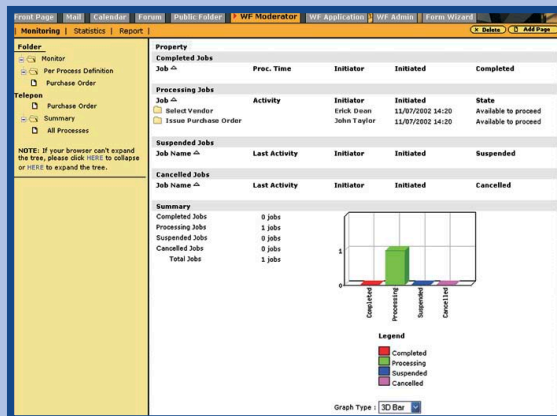 Front Page Mail Calendar Forum Public Folder WF Moderator WF Application WF Admin Form Wizard
| Monitoring | Statistics | Report |
Delete Add Page
Folder
Monitor
Per Process Definition
Purchase Order
Telepon
Purchase Order
Summary
All Processes
NOTE: If your browser can't expand
the tree, please click HERE to collapse
or HERE to expand the tree.
Property
Completed Jobs
Job Proc. Time Initiator Initiated Completed
Processing Jobs
Job Activity Initiator Initiated State
Select Vendor Erick Dean 11/07/2002 14:20 Available to proceed
Issue Purchase Order John Taylor 11/07/2002 14:20 Available to proceed
Suspended Jobs
Job Name Last Activity Initiator Initiated Suspended
Cancelled Jobs
Job Name Last Activity Initiator Initiated Cancelled
Summary
Completed Jobs 0 jobs
Processing Jobs 1 jobs
Suspended Jobs 0 jobs
Cancelled Jobs 0 jobs
Total Jobs 1 jobs
1
0
Completed
Processing
Suspended
Cancelled
Legend
Completed
Processing
Suspended
Cancelled
Graph Type : 3D Bar